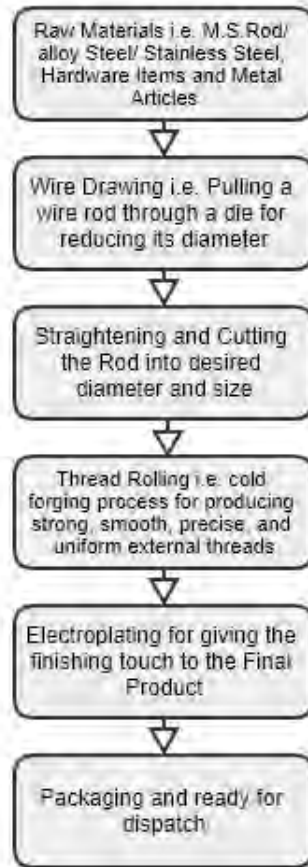 Raw Materials i.e. M.S.Rod/
alloy Steel/ Stainless Steel,
Hardware Items and Metal
Articles
Wire Drawing i.e. Pulling a
wire rod through a die for
reducing its diameter
Straightening and Cutting
the Rod into desired
diameter and size
Thread Rolling i.e. cold
forging process for producing
strong, smooth, precise, and
uniform external threads
Electroplating for giving the
finishing touch to the Final
Product
Packaging and ready for
dispatch